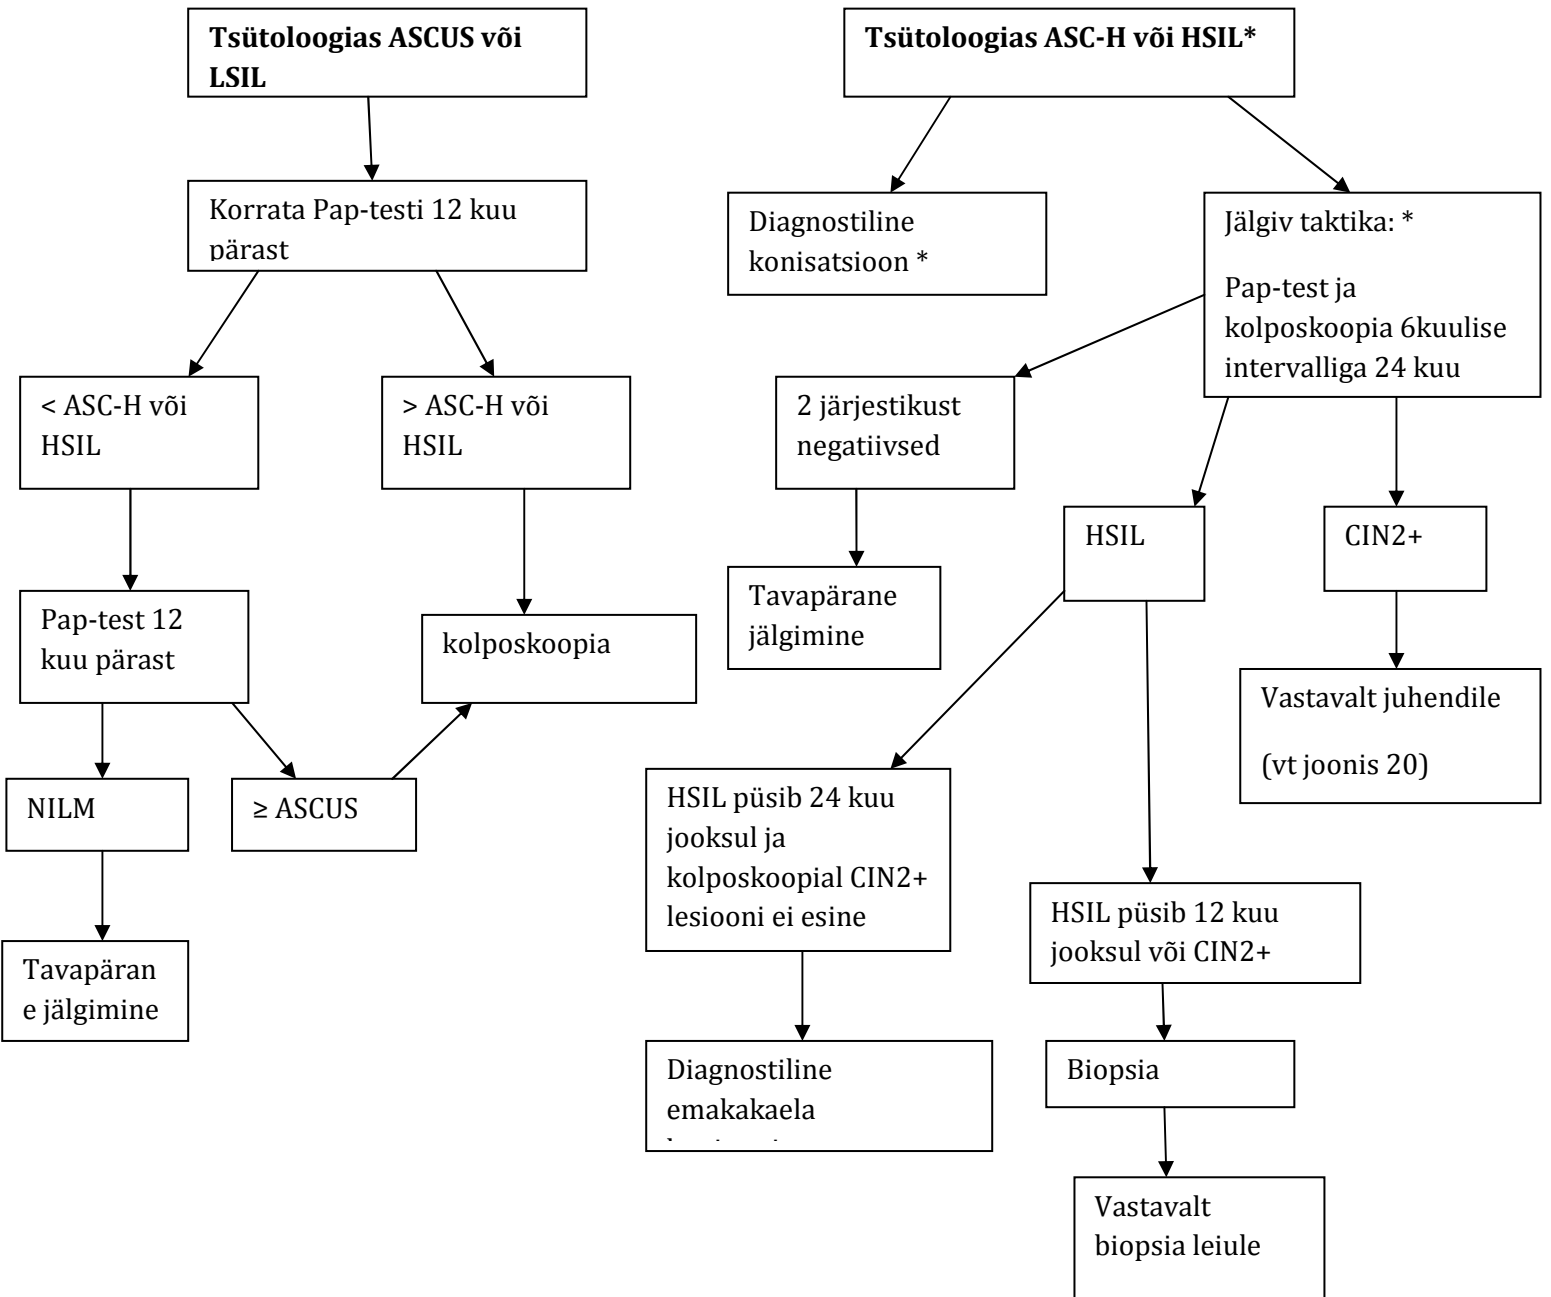 Tsütoloogias ASCUS või
LSIL
Korrata Pap-testi 12 kuu
pärast
< ASC-H või
HSIL
> ASC-H või
HSIL
Pap-test 12
kuu pärast
kolposkoopia
NILM
≥ ASCUS
Tavapäran
e jälgimine
Tsütoloogias ASC-H või HSIL*
Diagnostiline
konisatsioon *
Jälgiv taktika: *
Pap-test ja
kolposkoopia 6kuulise
intervalliga 24 kuu
2 järjestikust
negatiivsed
Tavapärane
jälgimine
HSIL
CIN2+
Vastavalt juhendile
(vt joonis 20)
HSIL püsib 24 kuu
jooksul ja
kolposkoopial CIN2+
lesiooni ei esine
HSIL püsib 12 kuu
jooksul või CIN2+
Diagnostiline
emakakaela
Biopsia
Vastavalt
biopsia leiule